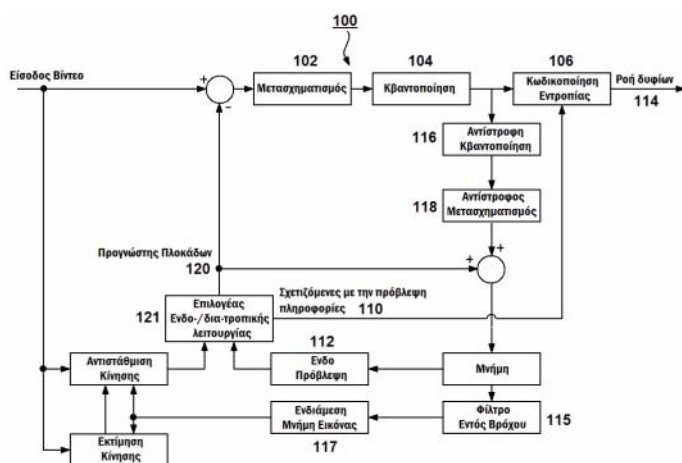 100
102
104
106
Είσοδος Βίντεο
+
-
Μετασχηματισμός
Κβαντοποίηση
Κωδικοποίηση
Εντροπίας
Ροή δυφίων
114
116
Αντίστροφη
Κβαντοποίηση
118
Αντίστροφος
Μετασχηματισμός
Προγνώστης Πλοκάδων
120
+
+
121
Επιλογέας
Ενδο-/δια-τροπικής
λειτουργίας
Σχετιζόμενες με την πρόβλεψη
πληροφορίες
110
112
Αντιστάθμιση
Κίνησης
Ενδο
Πρόβλεψη
Μνήμη
Εκτίμηση
Κίνησης
Ενδιάμεση
Μνήμη Εικόνας
117
Φίλτρο
Εντός Βρόχου
115